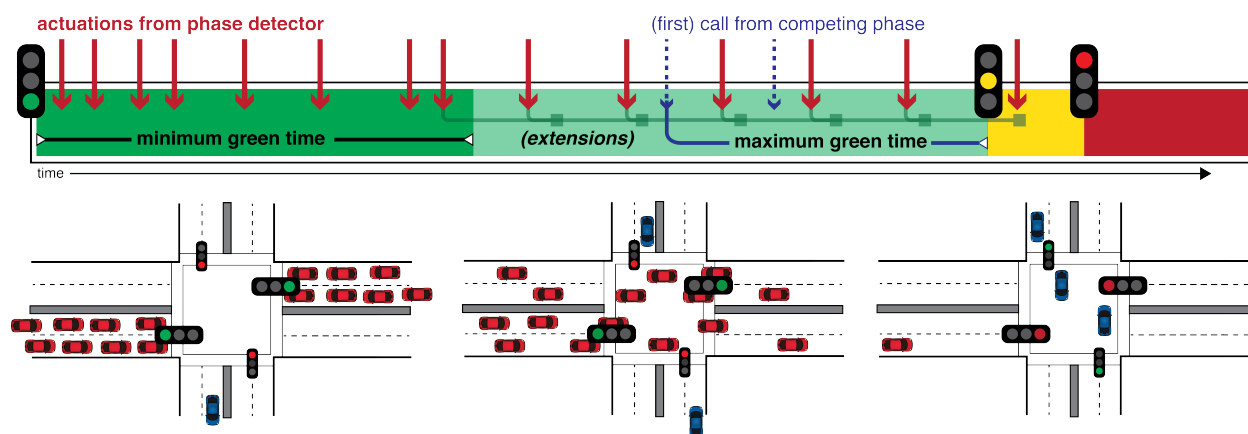 actuations from phase detector
(first) call from competing phase
minimum green time
(extensions)
maximum green time
time